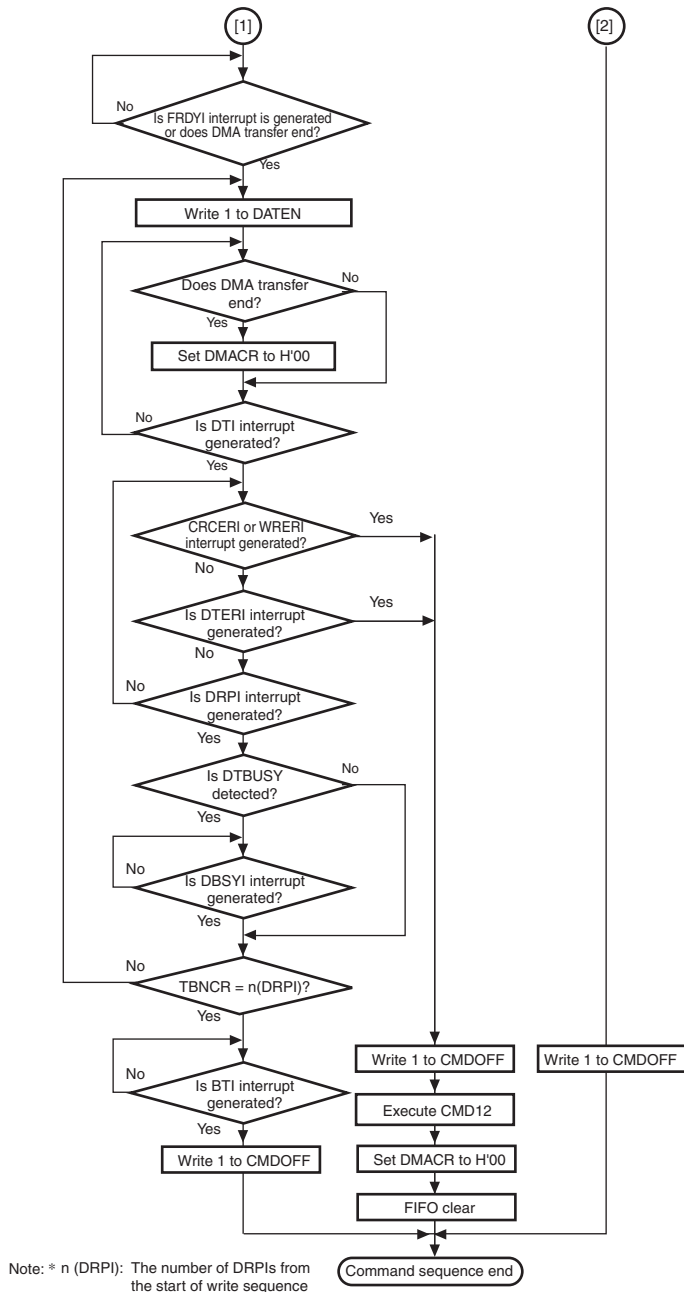 [1]
[2]
No
Is FRDYI interrupt is generated
or does DMA transfer end?
Yes
Write 1 to DATEN
Does DMA transfer
end?
No
Yes
Set DMACR to H'00
No
Is DTI interrupt
generated?
Yes
CRCERI or WRERI
interrupt generated?
Yes
No
Is DTERI interrupt
generated?
Yes
No
No
Is DRPI interrupt
generated?
Yes
Is DTBUSY
detected?
No
Yes
No
Is DBSYI interrupt
generated?
Yes
No
TBNCR = n(DRPI)?
Yes
No
Is BTI interrupt
generated?
Yes
Write 1 to CMDOFF
Write 1 to CMDOFF
Execute CMD12
Set DMACR to H'00
FIFO clear
Write 1 to CMDOFF
Command sequence end
Note: * n (DRPI): The number of DRPIs from
the start of write sequence